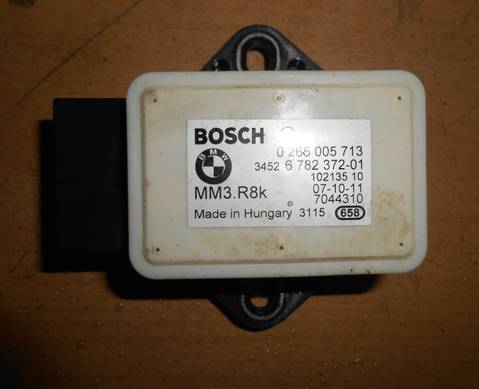 BOSCH
BMW
0 265 005 713
3452 6 782 372-01
102135 10
MM3.R8k 07-10-11
7044310
Made in Hungary 3115 658